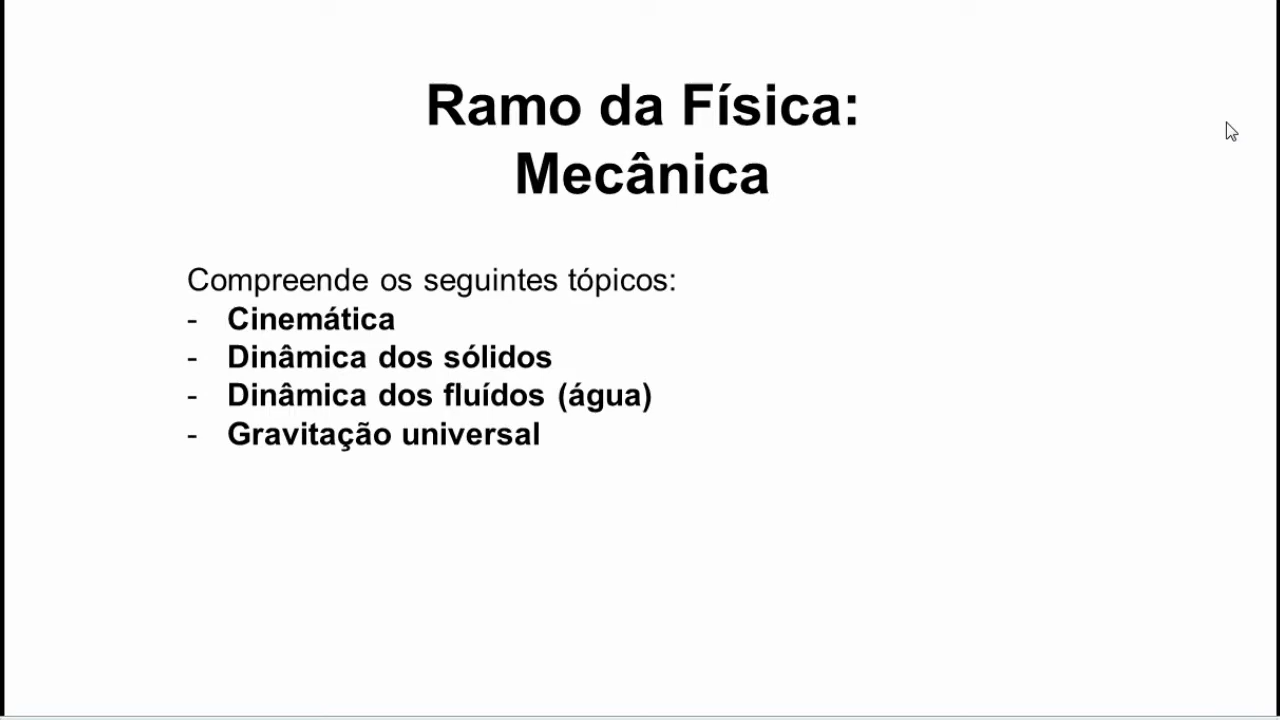 Ramo da Física:
Mecânica
Compreende os seguintes tópicos:
- Cinemática
- Dinâmica dos sólidos
- Dinâmica dos fluídos (água)
- Gravitação universal